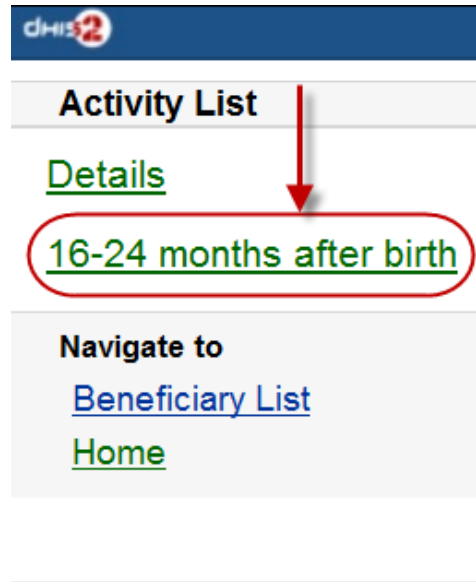 dHIS2
Activity List
Details
16-24 months after birth
Navigate to
Beneficiary List
Home